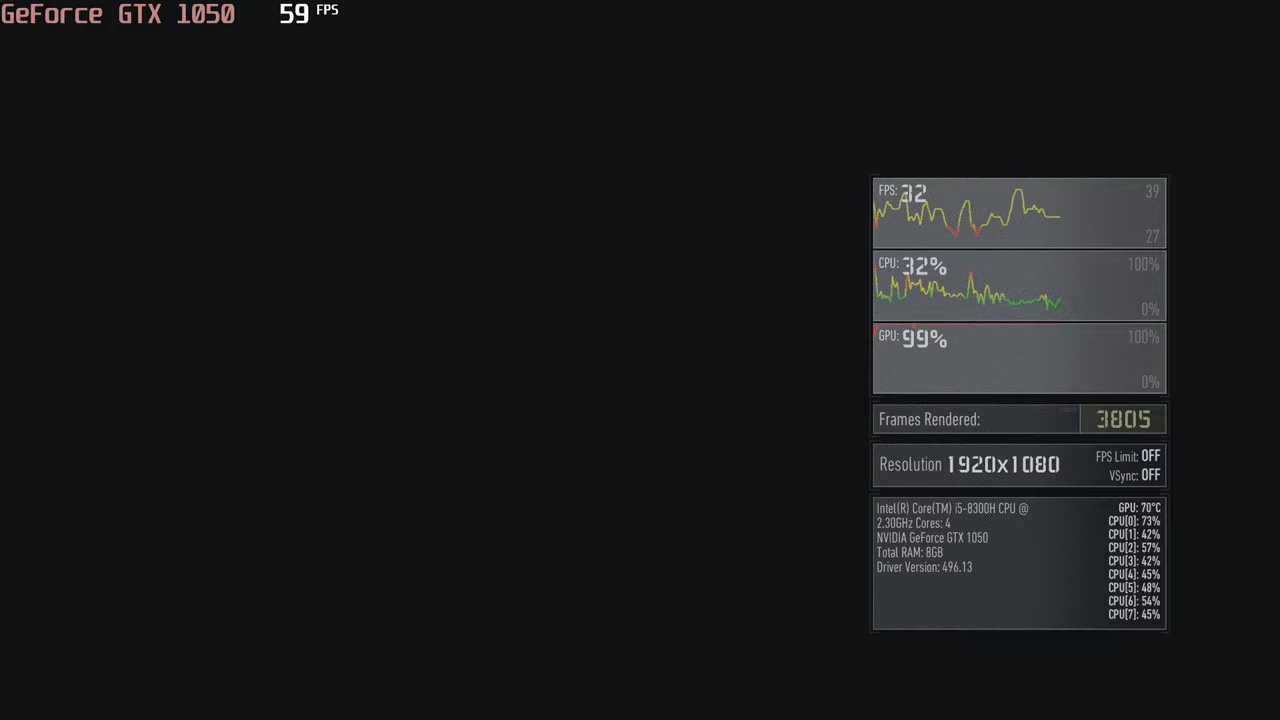 GeForce GTX 1050 59 FPS
FPS: 32 39
27
CPU: 32% 100%
0%
GPU: 99% 100%
0%
Frames Rendered: 3805
Resolution 1920x1080 FPS Limit: OFF
VSync: OFF
Intel(R) Core(TM) i5-8300H CPU @ GPU: 70°C
2.30GHz Cores: 4 CPU[0]: 73%
NVIDIA GeForce GTX 1050 CPU[1]: 42%
Total RAM: 8GB CPU[2]: 57%
Driver Version: 496.13 CPU[3]: 42%
CPU[4]: 45%
CPU[5]: 48%
CPU[6]: 54%
CPU[7]: 45%